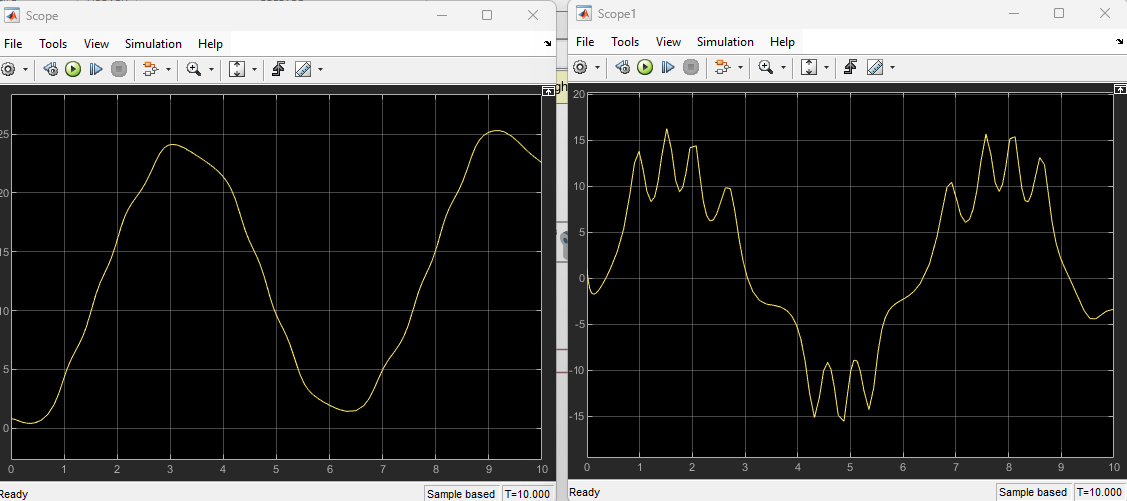 Scope
File Tools View Simulation Help
25
20
15
10
5
0
0 1 2 3 4 5 6 7 8 9 10
Ready
Sample based T=10.000
Scope1
File Tools View Simulation Help
20
15
10
5
0
-5
-10
-15
0 1 2 3 4 5 6 7 8 9 10
Ready
Sample based T=10.000